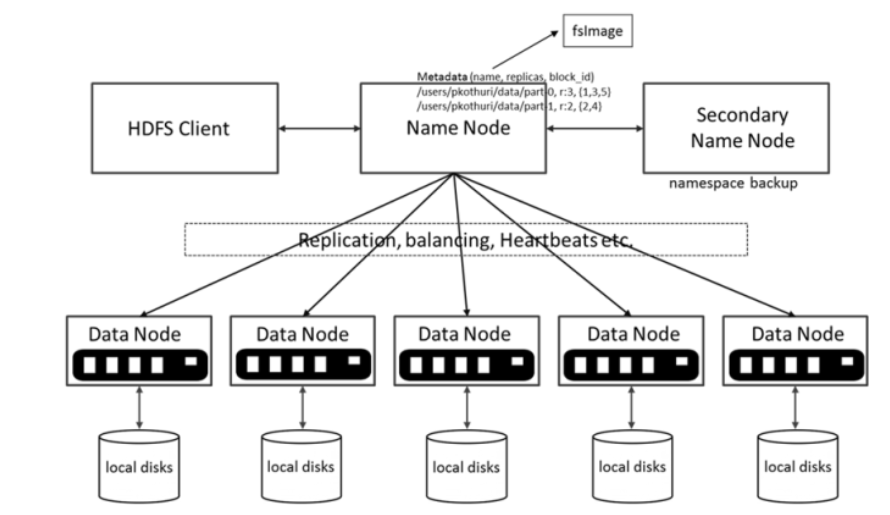 fsImage
Metadata (name, replicas, block_id)
/users/pkothuri/data/part-0, r:3, {1,3,5}
/users/pkothuri/data/part-1, r:2, {2,4}
HDFS Client
Name Node
Secondary
Name Node
namespace backup
Replication, balancing, Heartbeats etc.
Data Node
Data Node
Data Node
Data Node
Data Node
local disks
local disks
local disks
local disks
local disks